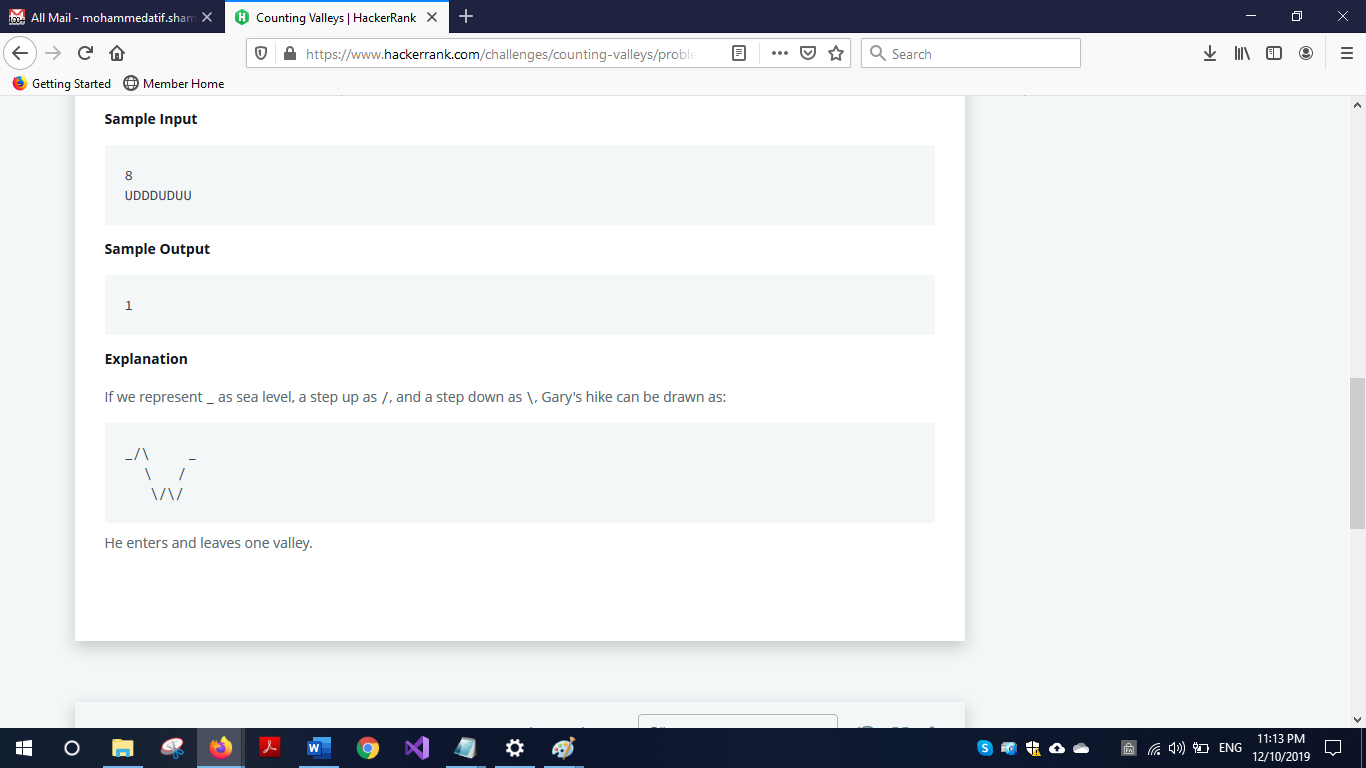 All Mail - mohammedatif.sham
Counting Valleys | HackerRank
https://www.hackerrank.com/challenges/counting-valleys/proble
Search
Getting Started
Member Home
Sample Input
8
UDDDUDUU
Sample Output
1
Explanation
If we represent _ as sea level, a step up as /, and a step down as \, Gary's hike can be drawn as:
_/\      _
   \    /
    \/\/
He enters and leaves one valley.
ENG
11:13 PM
12/10/2019